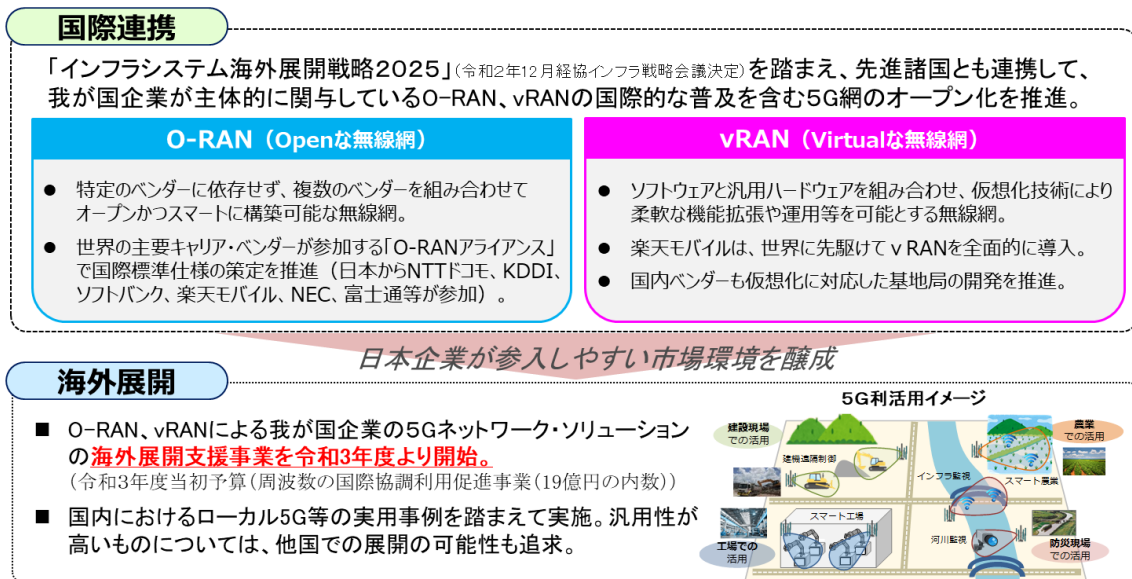 国際連携
「インフラシステム海外展開戦略2025」(令和2年12月経協インフラ戦略会議決定)を踏まえ、先進諸国とも連携して、
我が国企業が主体的に関与しているO-RAN、vRANの国際的な普及を含む5G網のオープン化を推進。
O-RAN(Openな無線網)
● 特定のベンダーに依存せず、複数のベンダーを組み合わせて
オープンかつスマートに構築可能な無線網。
● 世界の主要キャリア・ベンダーが参加する「O-RANアライアンス」
で国際標準仕様の策定を推進(日本からNTTドコモ、KDDI、
ソフトバンク、楽天モバイル、NEC、富士通等が参加)。
vRAN(Virtualな無線網)
● ソフトウェアと汎用ハードウェアを組み合わせ、仮想化技術により
柔軟な機能拡張や運用等を可能とする無線網。
● 楽天モバイルは、世界に先駆けてvRANを全面的に導入。
● 国内ベンダーも仮想化に対応した基地局の開発を推進。
日本企業が参入しやすい市場環境を醸成
海外展開
■ O-RAN、vRANによる我が国企業の5Gネットワーク・ソリューション
の海外展開支援事業を令和3年度より開始。
(令和3年度当初予算(周波数の国際協調利用促進事業(19億円の内数))
■ 国内におけるローカル5G等の実用事例を踏まえて実施。汎用性が
高いものについては、他国での展開の可能性も追求。
5G利活用イメージ
建設現場
での活用
農業
での活用
建機遠隔制御
インフラ監視
スマート農業
スマート工場
工場での
活用
河川監視
防災現場
での活用